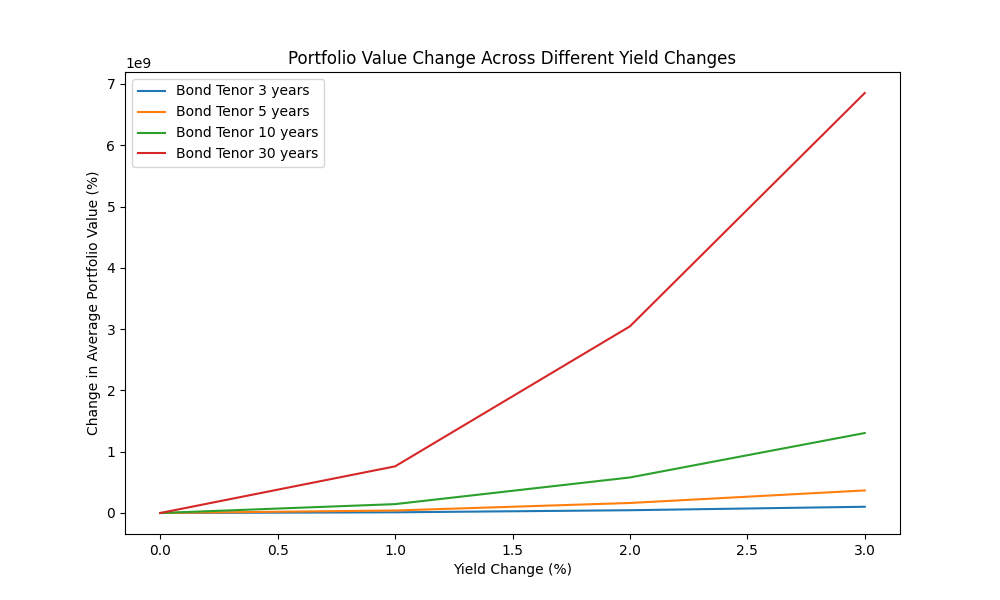 Portfolio Value Change Across Different Yield Changes
1e9
7
6
5
4
3
2
1
0
Change in Average Portfolio Value (%)
Bond Tenor 3 years
Bond Tenor 5 years
Bond Tenor 10 years
Bond Tenor 30 years
0.0 0.5 1.0 1.5 2.0 2.5 3.0
Yield Change (%)